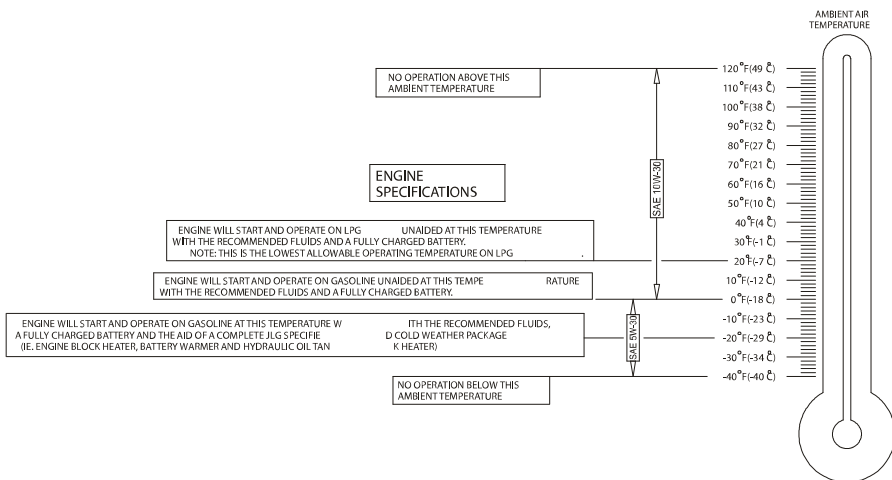 AMBIENT AIR
TEMPERATURE
NO OPERATION ABOVE THIS
AMBIENT TEMPERATURE
120°F(49 C)
110°F(43 C)
100°F(38 C)
90°F(32 C)
80°F(27 C)
70°F(21 C)
60°F(16 C)
50°F(10 C)
40°F(4 C)
30°F(-1 C)
20°F(-7 C)
10°F(-12 C)
0°F(-18 C)
-10°F(-23 C)
-20°F(-29 C)
-30°F(-34 C)
-40°F(-40 C)
SAE 10W-30
SAE 5W-30
ENGINE
SPECIFICATIONS
ENGINE WILL START AND OPERATE ON LPG UNAIDED AT THIS TEMPERATURE
WITH THE RECOMMENDED FLUIDS AND A FULLY CHARGED BATTERY.
NOTE: THIS IS THE LOWEST ALLOWABLE OPERATING TEMPERATURE ON LPG .
ENGINE WILL START AND OPERATE ON GASOLINE UNAIDED AT THIS TEMPE RATURE
WITH THE RECOMMENDED FLUIDS AND A FULLY CHARGED BATTERY.
ENGINE WILL START AND OPERATE ON GASOLINE AT THIS TEMPERATURE W ITH THE RECOMMENDED FLUIDS,
A FULLY CHARGED BATTERY AND THE AID OF A COMPLETE JLG SPECIFIE D COLD WEATHER PACKAGE
(IE. ENGINE BLOCK HEATER, BATTERY WARMER AND HYDRAULIC OIL TAN K HEATER)
NO OPERATION BELOW THIS
AMBIENT TEMPERATURE